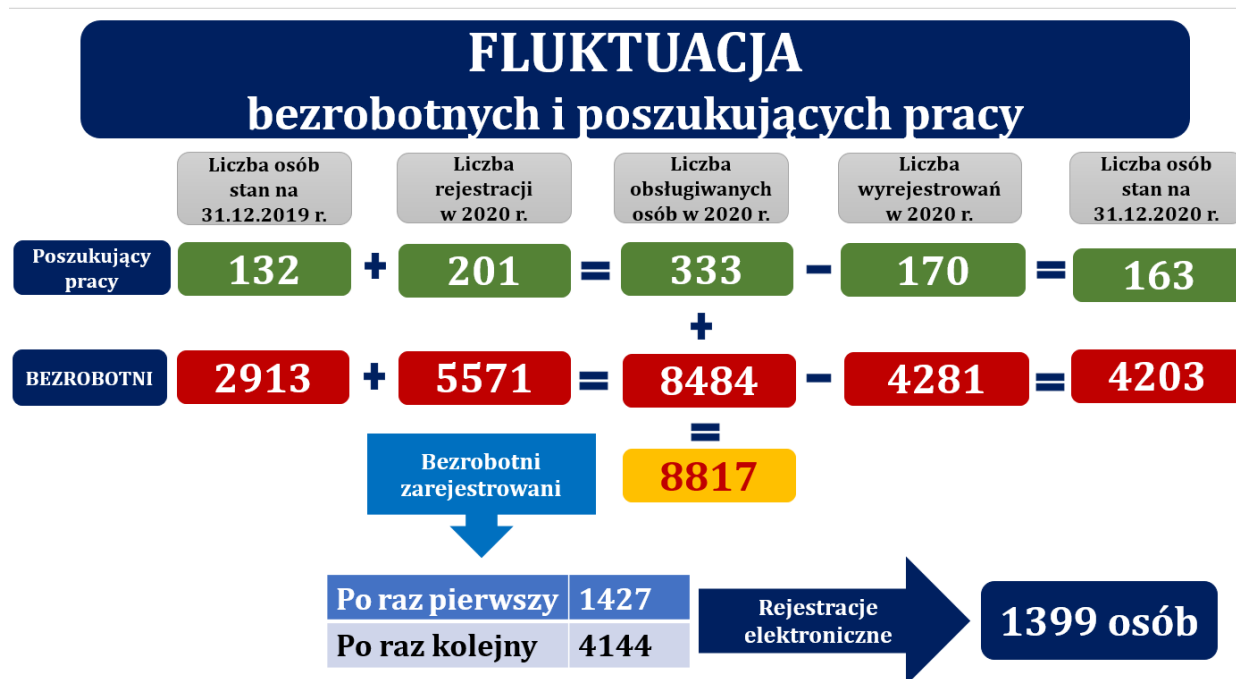 FLUKTUACJA
bezrobotnych i poszukujących pracy
Liczba osób
stan na
31.12.2019 r.
Liczba
rejestracji
w 2020 r.
Liczba
obsługiwanych
osób w 2020 r.
Liczba
wyrejestrowań
w 2020 r.
Liczba osób
stan na
31.12.2020 r.
Poszukujący
pracy
132 + 201 = 333 − 170 = 163
+
BEZROBOTNI
2913 + 5571 = 8484 − 4281 = 4203
=
8817
Bezrobotni
zarejestrowani
Po raz pierwszy 1427
Po raz kolejny 4144
Rejestracje
elektroniczne
1399 osób